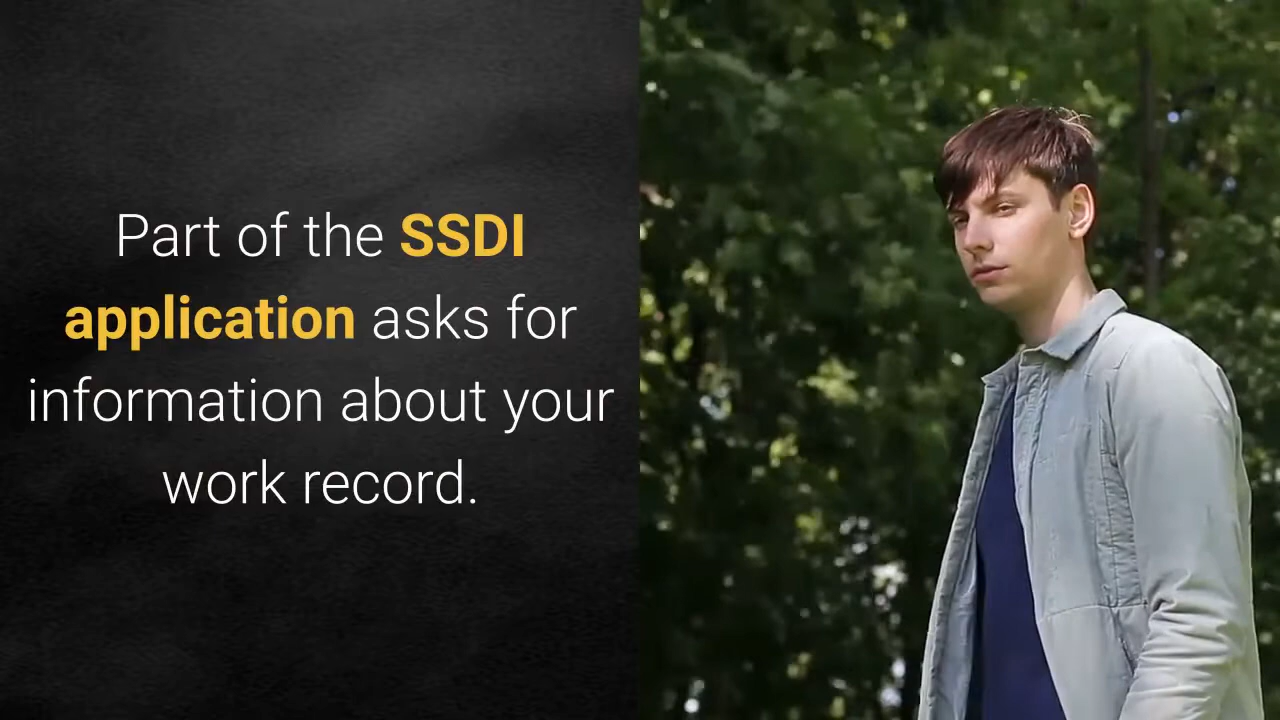 Part of the SSDI
application asks for
information about your
work record.